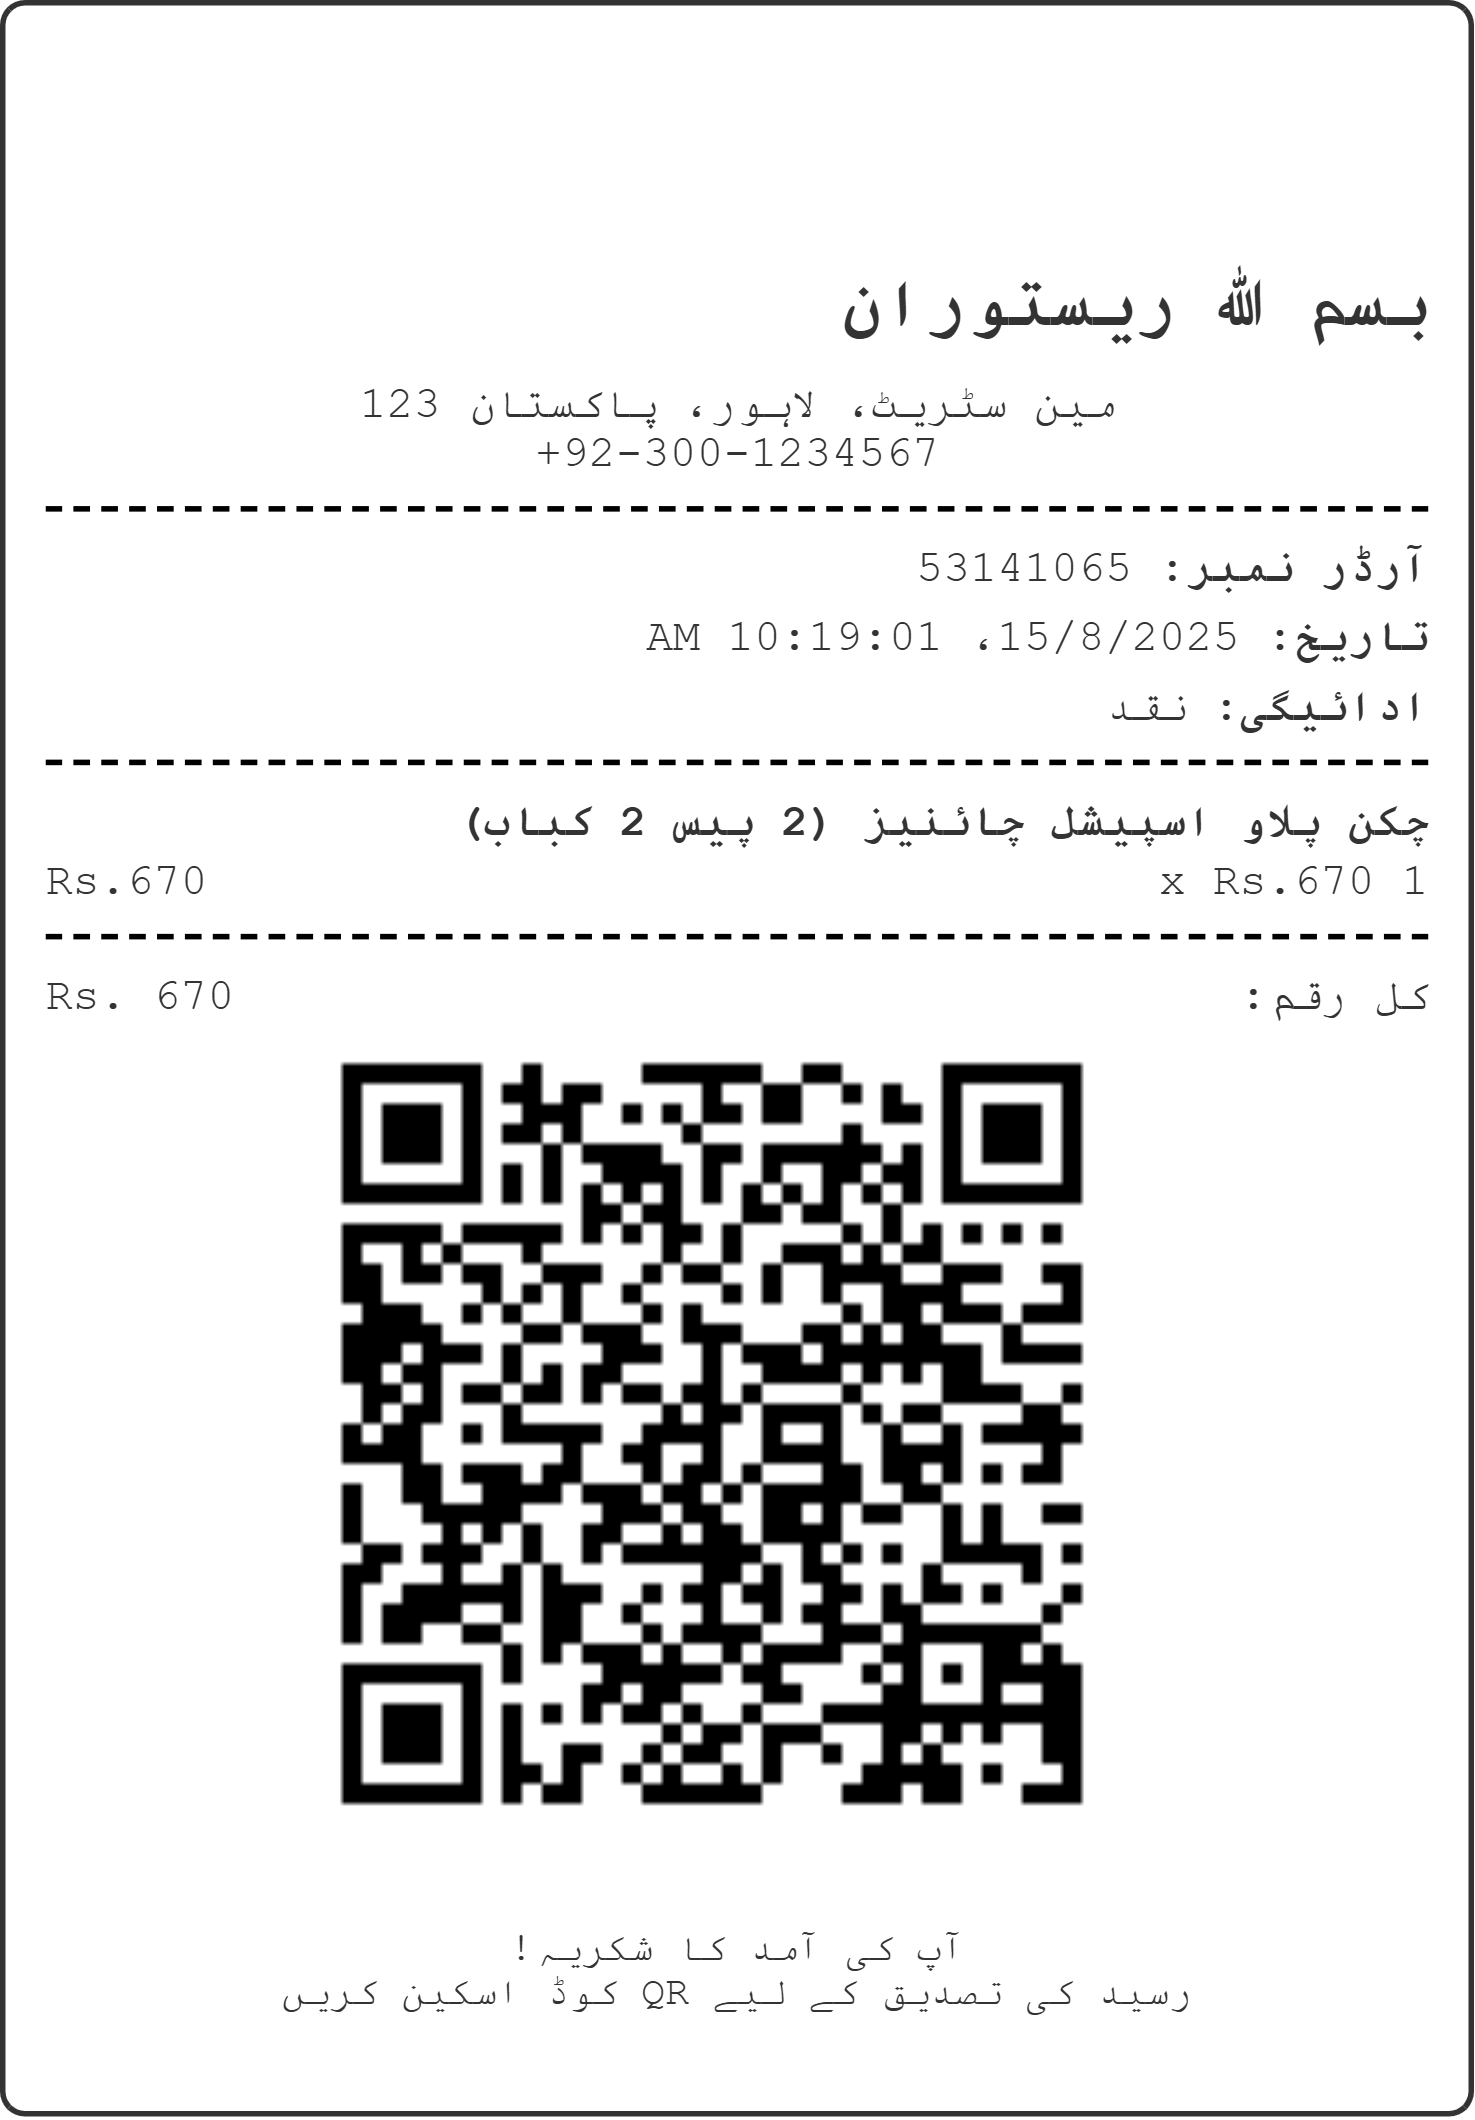 بسم اللہ ریستوران
123 مین سٹریٹ، لاہور، پاکستان
+92-300-1234567
آرڈر نمبر: 53141065
تاریخ: 15/8/2025، 10:19:01 AM
ادائیگی: نقد
چکن پلاو اسپیشل چائنیز (2 پیس 2 کباب)
1 x Rs.670 Rs.670
کل رقم: Rs. 670
آپ کی آمد کا شکریہ!
رسید کی تصدیق کے لیے QR کوڈ اسکین کریں